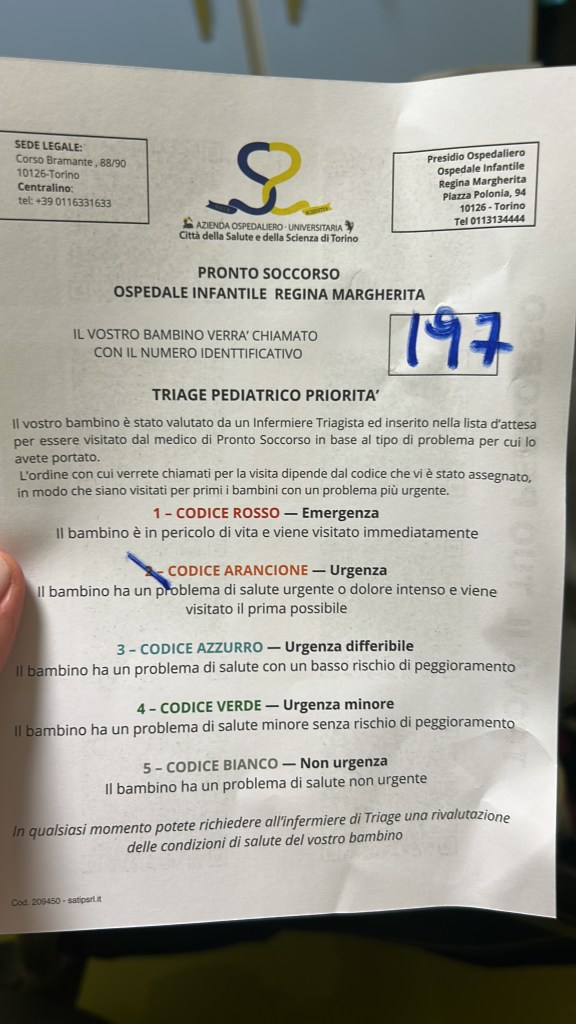 SEDE LEGALE:
Corso Bramante , 88/90
10126-Torino
Centralino:
tel: +39 0116331633
AZIENDA OSPEDALIERO - UNIVERSITARIA
Città della Salute e della Scienza di Torino
Presidio Ospedaliero
Ospedale Infantile
Regina Margherita
Piazza Polonia, 94
10126 - Torino
Tel 0113134444
PRONTO SOCCORSO
OSPEDALE INFANTILE REGINA MARGHERITA
IL VOSTRO BAMBINO VERRA' CHIAMATO
CON IL NUMERO IDENTTIFICATIVO
197
TRIAGE PEDIATRICO PRIORITA'
Il vostro bambino è stato valutato da un Infermiere Triagista ed inserito nella lista d'attesa
per essere visitato dal medico di Pronto Soccorso in base al tipo di problema per cui lo
avete portato.
L'ordine con cui verrete chiamati per la visita dipende dal codice che vi è stato assegnato,
in modo che siano visitati per primi i bambini con un problema più urgente.
1 – CODICE ROSSO — Emergenza
Il bambino è in pericolo di vita e viene visitato immediatamente
2 – CODICE ARANCIONE — Urgenza
Il bambino ha un problema di salute urgente o dolore intenso e viene
visitato il prima possibile
3 – CODICE AZZURRO — Urgenza differibile
Il bambino ha un problema di salute con un basso rischio di peggioramento
4 – CODICE VERDE — Urgenza minore
Il bambino ha un problema di salute minore senza rischio di peggioramento
5 – CODICE BIANCO — Non urgenza
Il bambino ha un problema di salute non urgente
In qualsiasi momento potete richiedere all'infermiere di Triage una rivalutazione
delle condizioni di salute del vostro bambino
Cod. 209450 - satipsrl.it